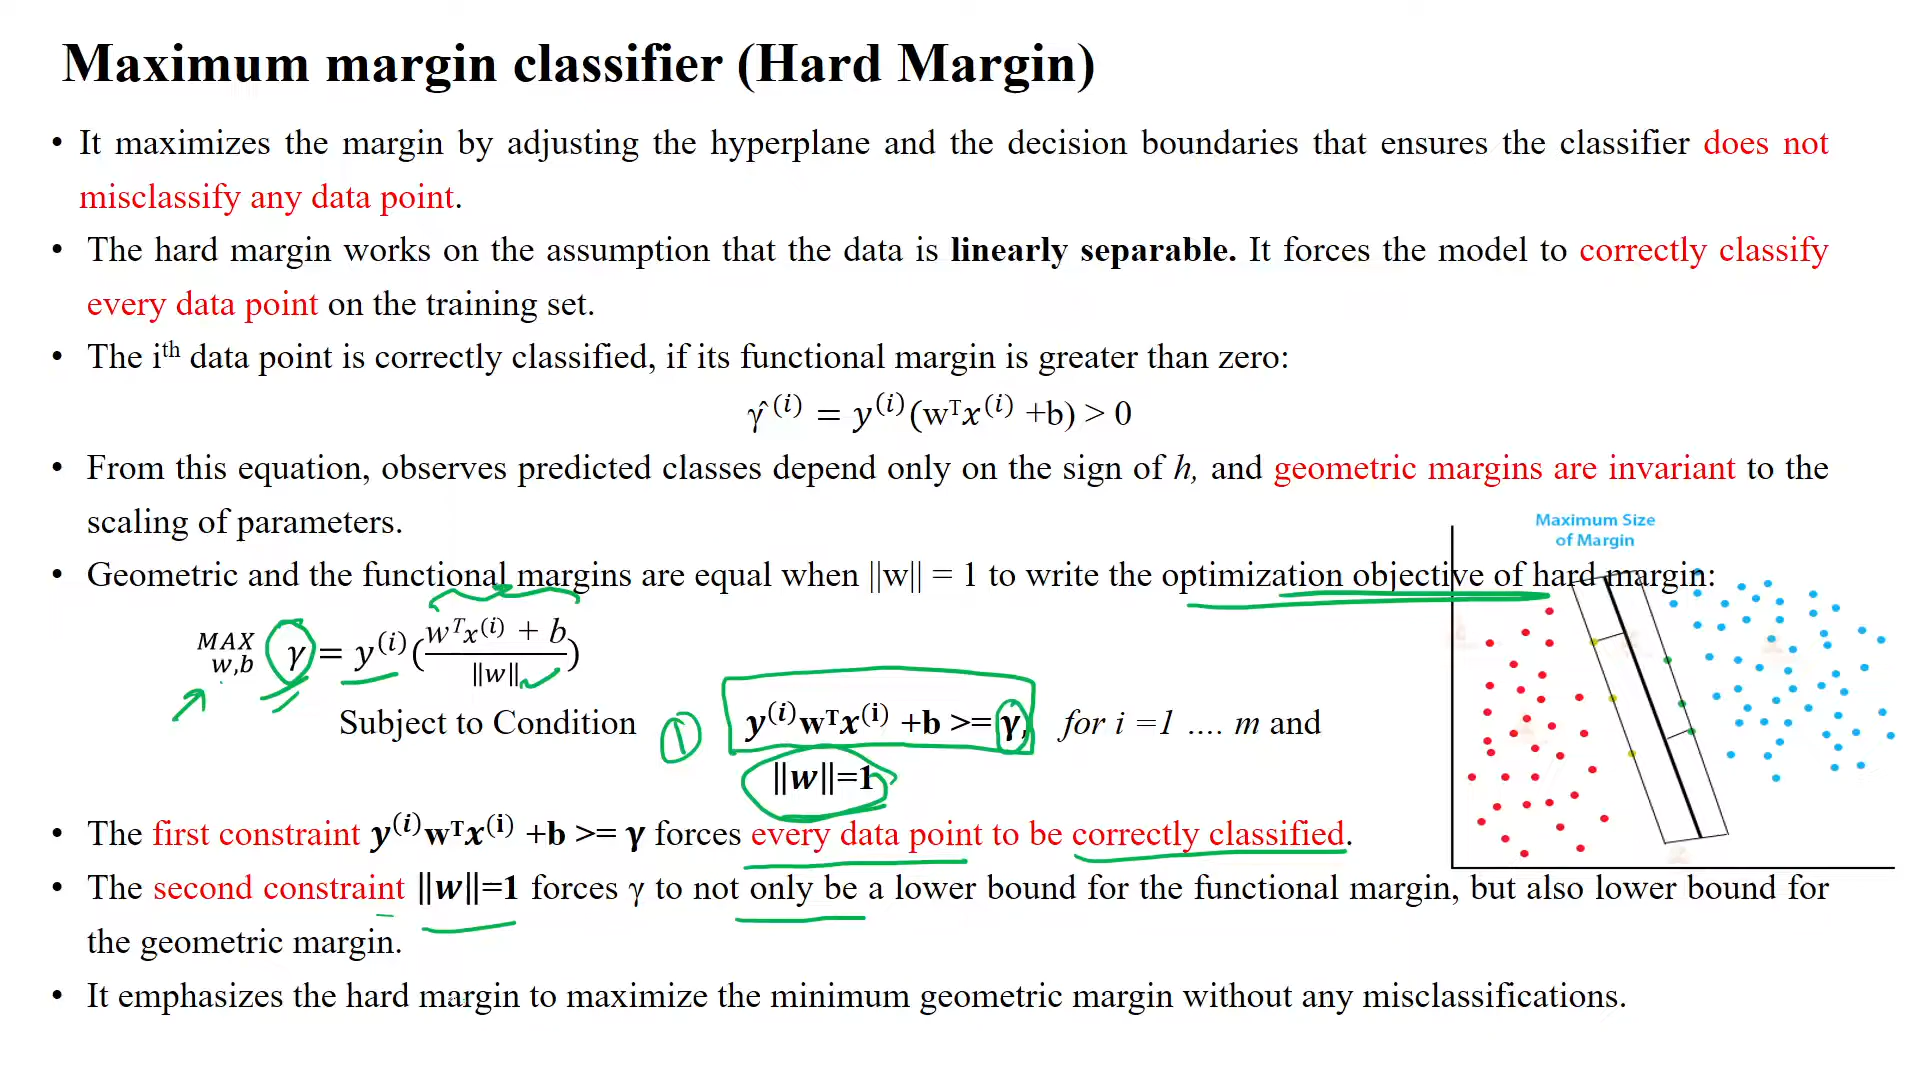 Maximum margin classifier (Hard Margin)
• It maximizes the margin by adjusting the hyperplane and the decision boundaries that ensures the classifier does not
misclassify any data point.
• The hard margin works on the assumption that the data is linearly separable. It forces the model to correctly classify
every data point on the training set.
• The iᵗʰ data point is correctly classified, if its functional margin is greater than zero:
γ̂⁽ⁱ⁾ = y⁽ⁱ⁾(wᵀx⁽ⁱ⁾ +b) > 0
• From this equation, observes predicted classes depend only on the sign of h, and geometric margins are invariant to the
scaling of parameters.
Maximum Size
of Margin
• Geometric and the functional margins are equal when ||w|| = 1 to write the optimization objective of hard margin:
MAX w,b γ = y⁽ⁱ⁾(wᵀx⁽ⁱ⁾ + b / ‖w‖)
Subject to Condition ① y⁽ⁱ⁾wᵀx⁽ⁱ⁾ +b >= γ, for i =1 .... m and
‖w‖=1
• The first constraint y⁽ⁱ⁾wᵀx⁽ⁱ⁾ +b >= γ forces every data point to be correctly classified.
• The second constraint ‖w‖=1 forces γ to not only be a lower bound for the functional margin, but also lower bound for
the geometric margin.
• It emphasizes the hard margin to maximize the minimum geometric margin without any misclassifications.